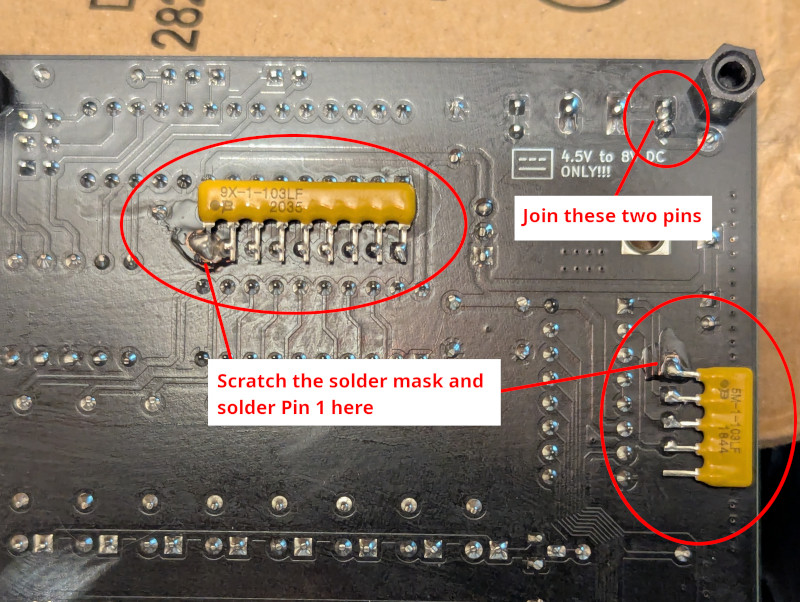 282
4.5V to 8V DC
ONLY!!!
9X-1-103LF
2035
Join these two pins
Scratch the solder mask and
solder Pin 1 here
5X-1-103LF
1844